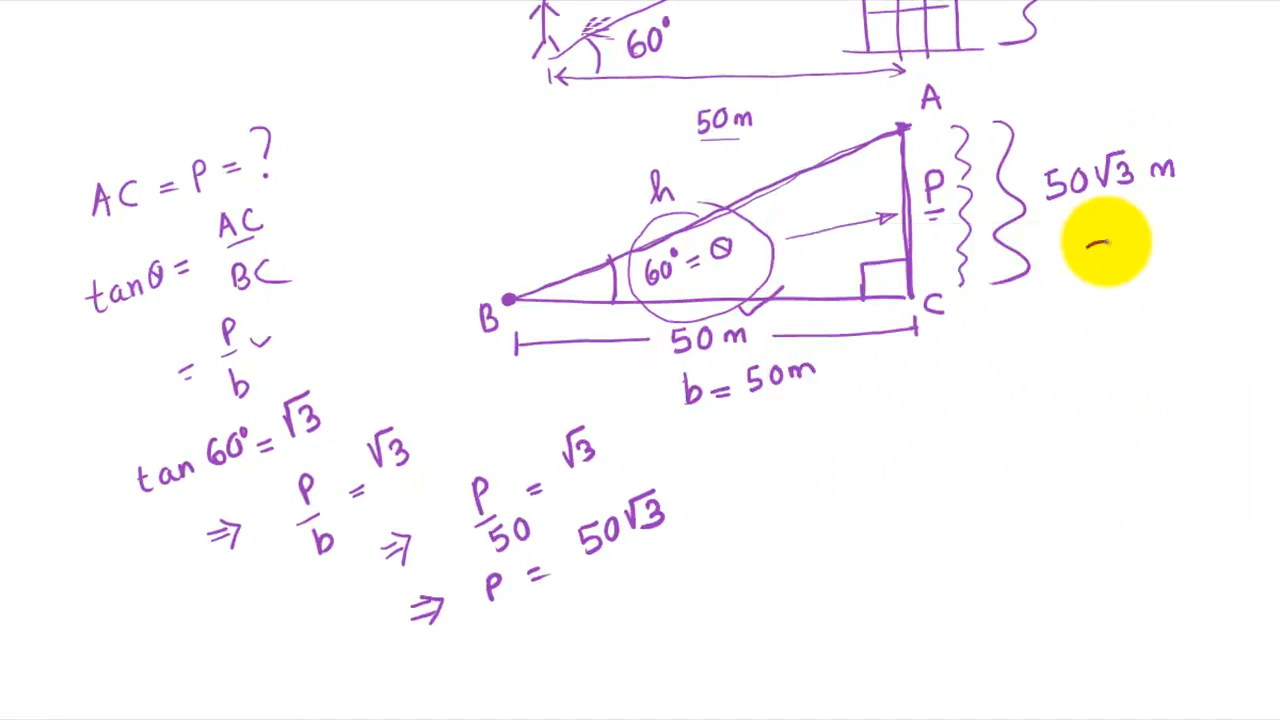 60°
50m
A
AC = P = ?
h
P
50√3 m
tanθ = AC/BC
60° = θ
B
C
50 m
= P/b
b = 50m
tan 60° = √3
⇒ P/b = √3 ⇒ P/50 = √3
⇒ P = 50√3